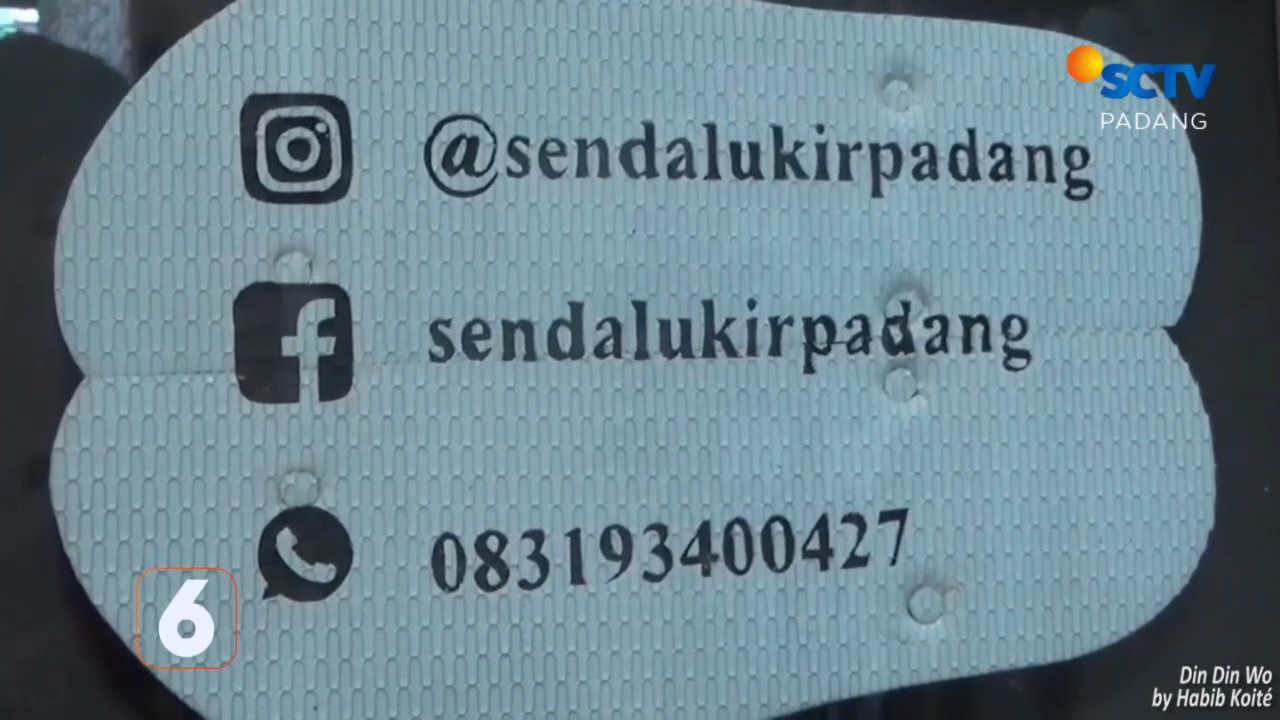 SCTV
PADANG
@sendalukirpadang
sendalukirpadang
083193400427
6
Din Din Wo
by Habib Koité